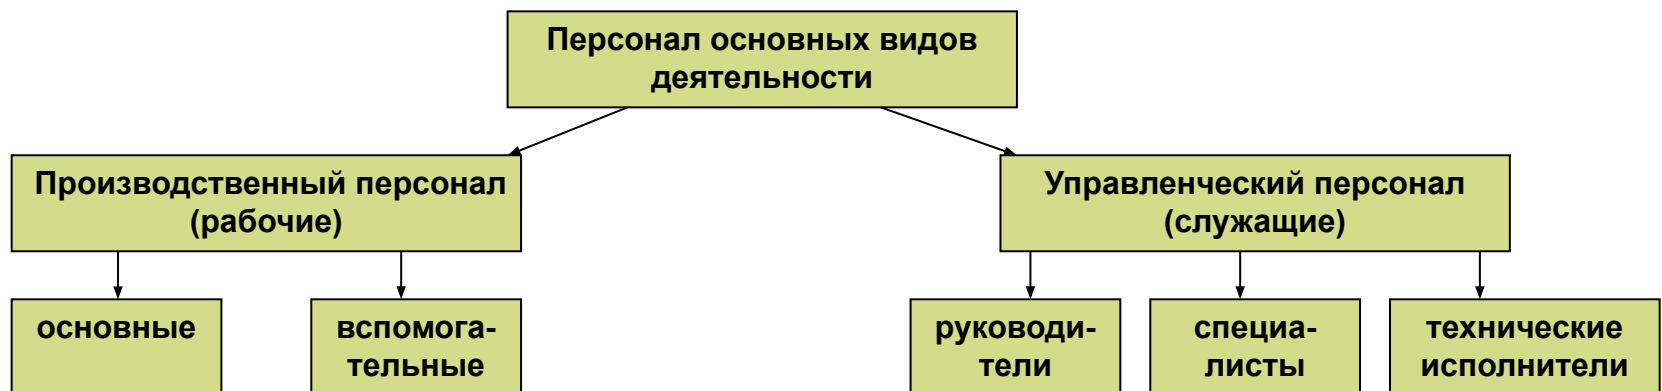 Персонал основных видов
деятельности
Производственный персонал
(рабочие)
Управленческий персонал
(служащие)
основные
вспомога-
тельные
руководи-
тели
специа-
листы
технические
исполнители